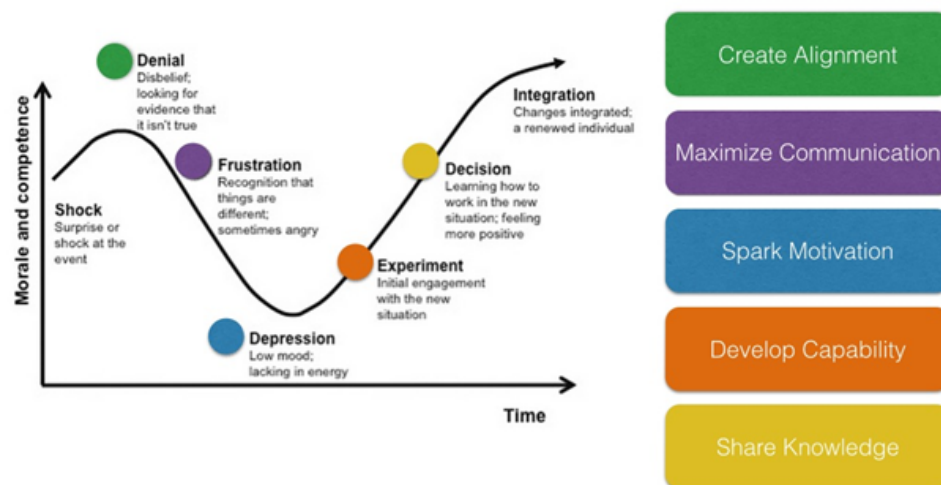 Denial
Disbelief;
looking for
evidence that
it isn't true
Frustration
Recognition that
things are
different;
sometimes angry
Shock
Surprise or
shock at the
event
Depression
Low mood;
lacking in energy
Experiment
Initial engagement
with the new
situation
Decision
Learning how to
work in the new
situation; feeling
more positive
Integration
Changes integrated;
a renewed individual
Morale and competence
Time
Create Alignment
Maximize Communication
Spark Motivation
Develop Capability
Share Knowledge